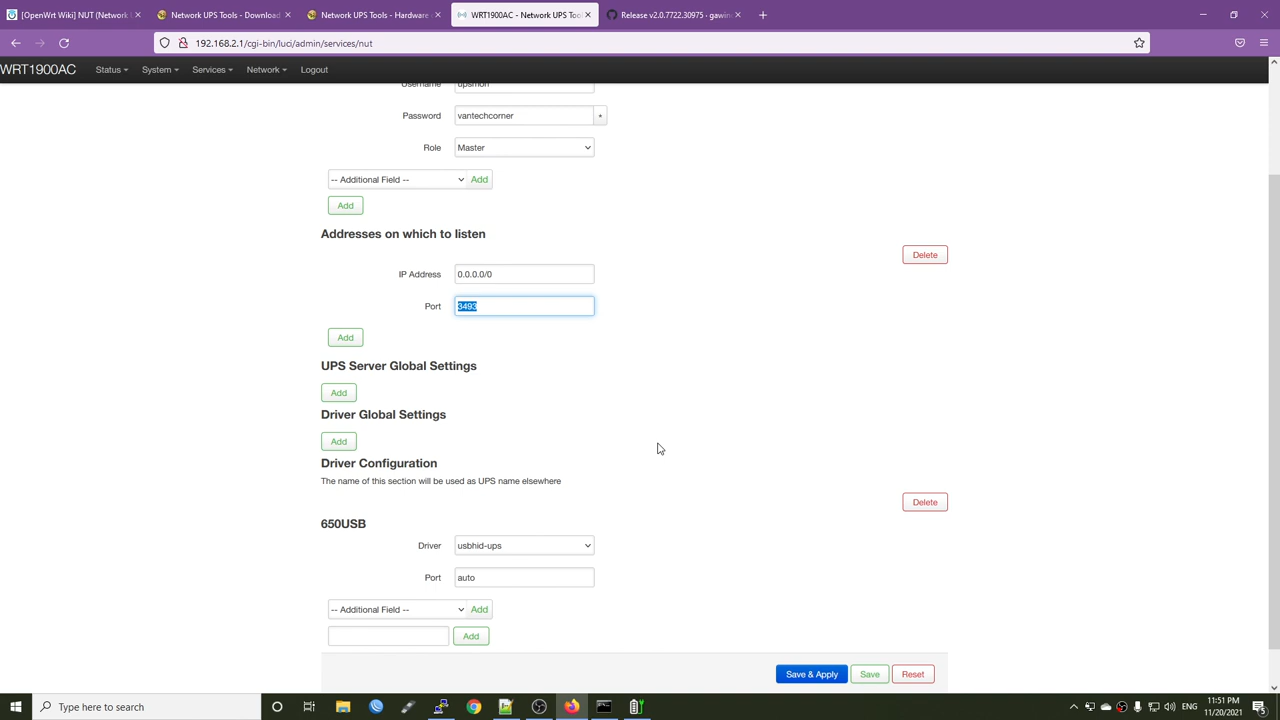 [OpenWrt Wiki] NUT (Network U
Network UPS Tools - Download
Network UPS Tools - Hardware
WRT1900AC - Network UPS Tool
Release v2.0.7722.30975 · gawin
192.168.2.1/cgi-bin/luci/admin/services/nut
WRT1900AC
Status
System
Services
Network
Logout
Username
upsmon
Password
vantechcorner
*
Role
Master
-- Additional Field --
Add
Add
Addresses on which to listen
Delete
IP Address
0.0.0.0/0
Port
3493
Add
UPS Server Global Settings
Add
Driver Global Settings
Add
Driver Configuration
The name of this section will be used as UPS name elsewhere
Delete
650USB
Driver
usbhid-ups
Port
auto
-- Additional Field --
Add
Add
Save & Apply
Save
Reset
Type here to search
ENG
11:51 PM
11/20/2021